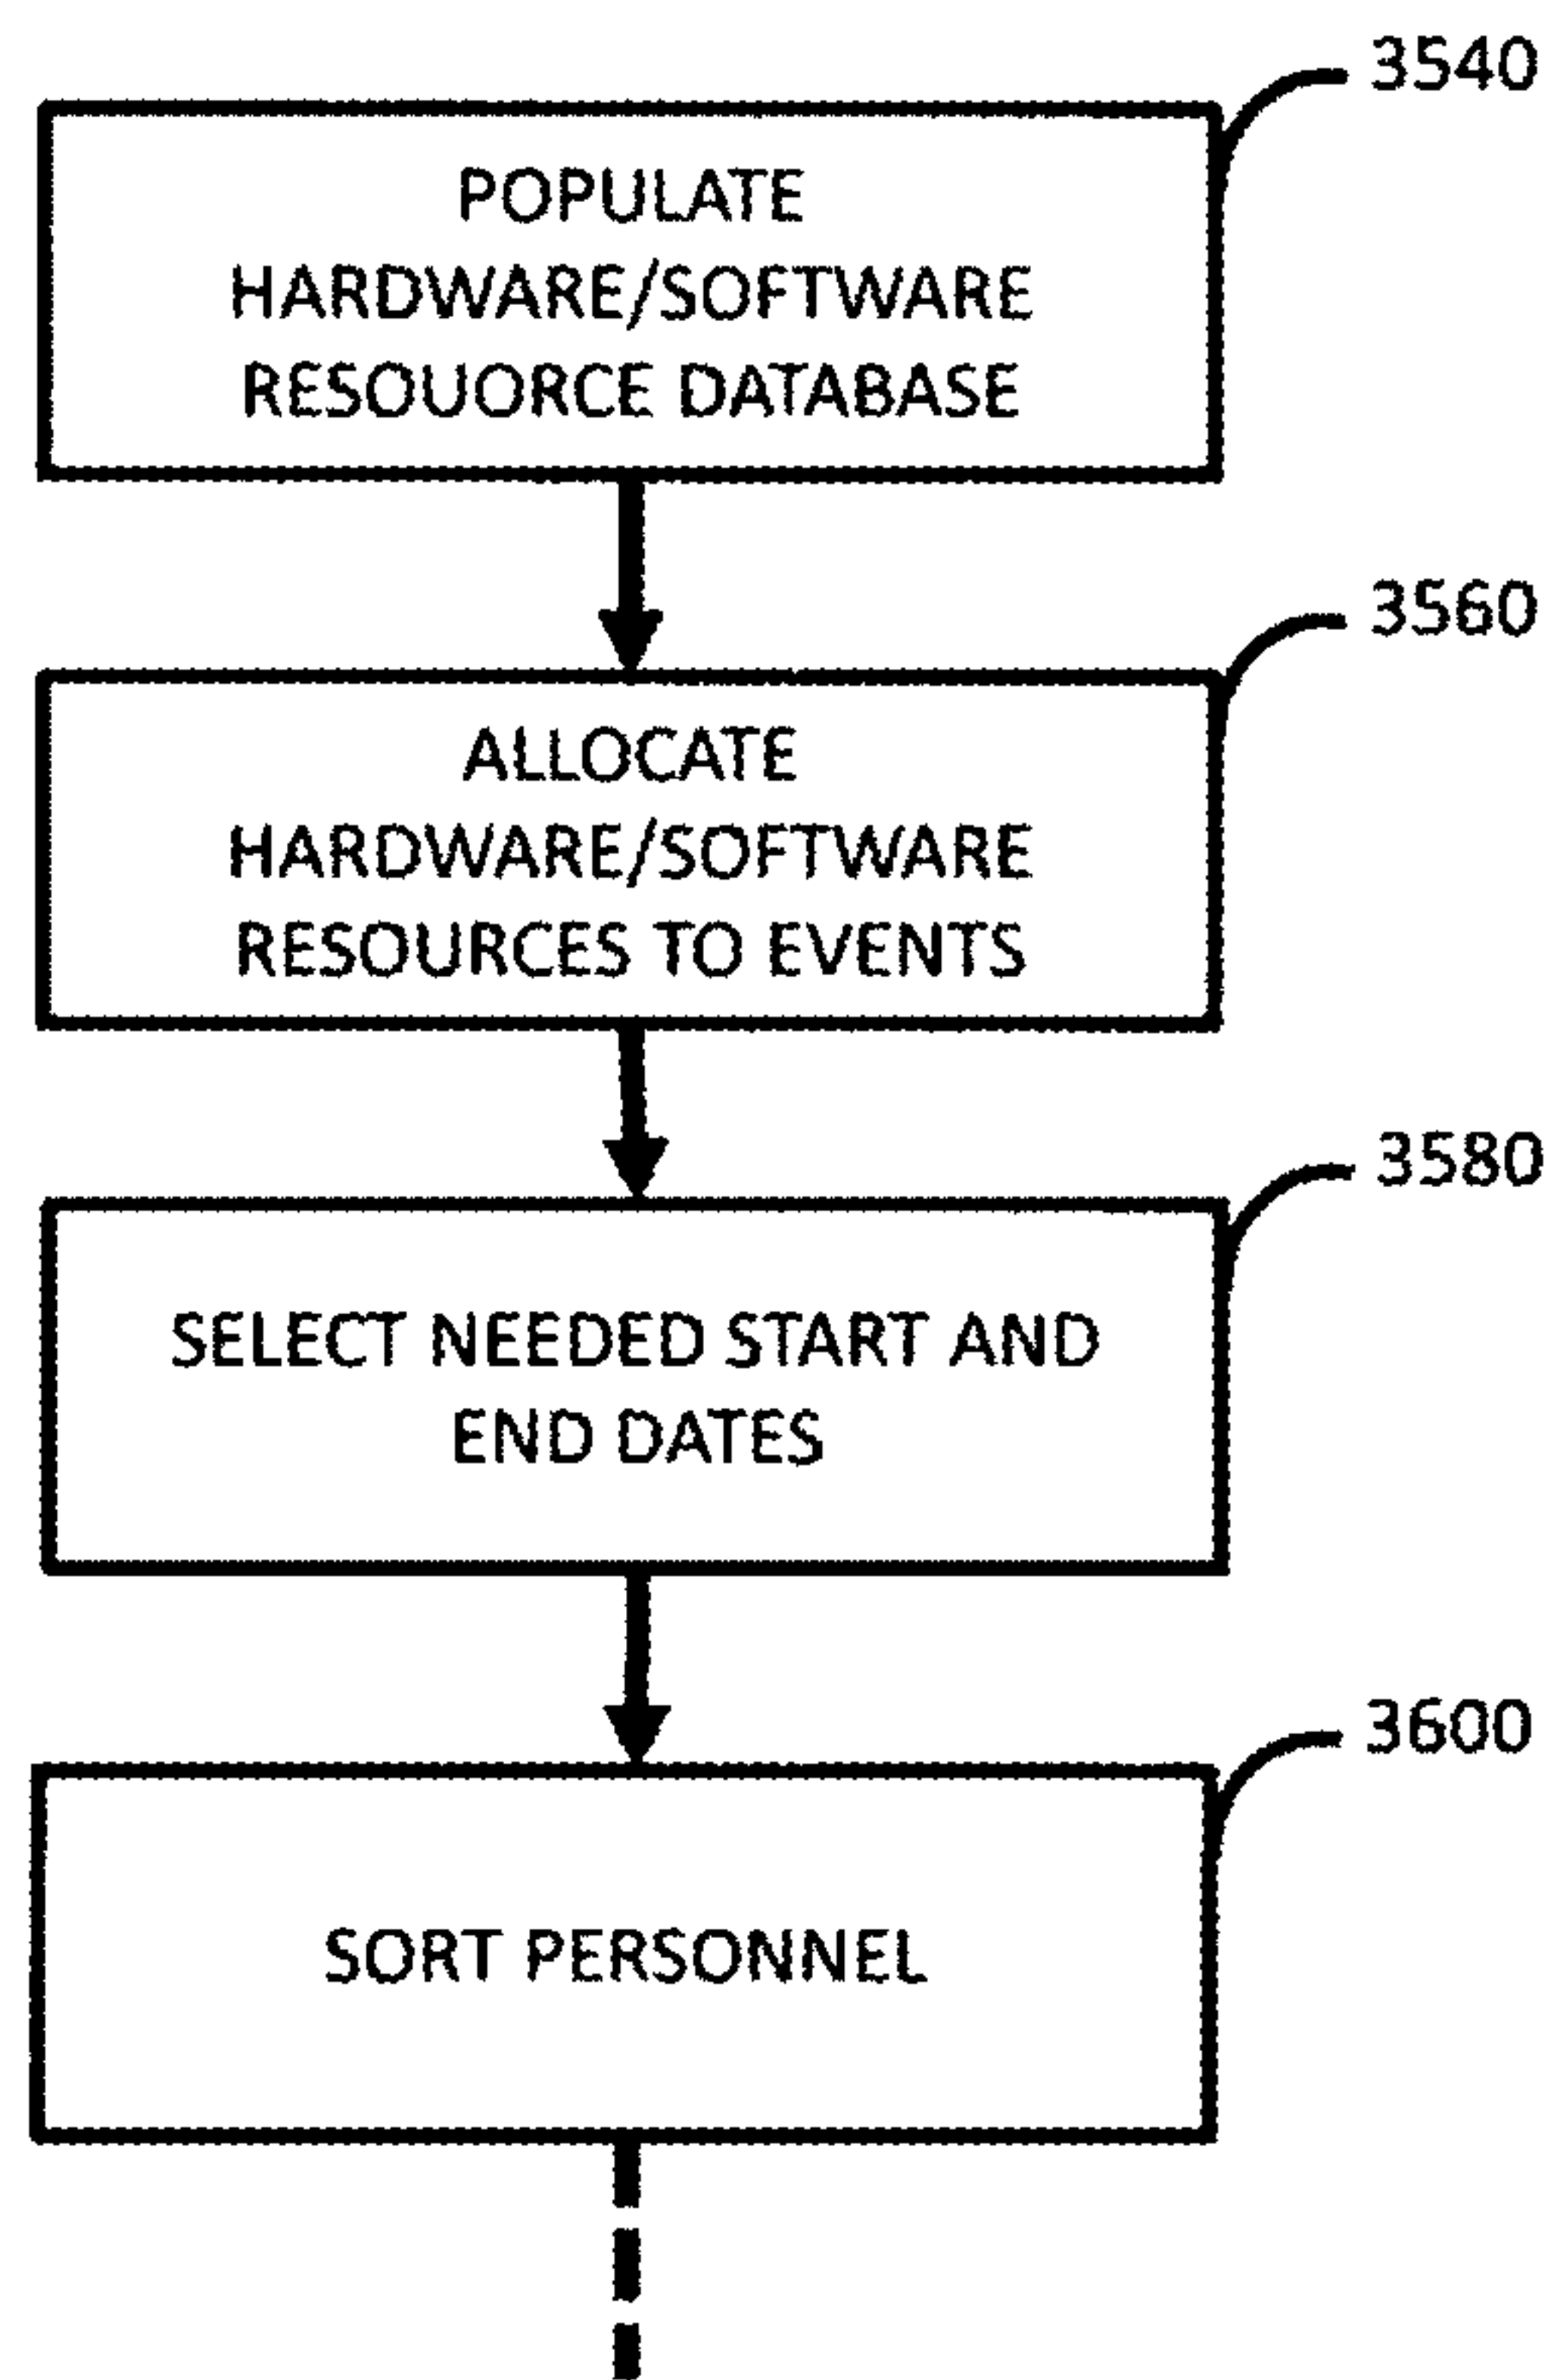 3540
POPULATE
HARDWARE/SOFTWARE
RESOUORCE DATABASE
3560
ALLOCATE
HARDWARE/SOFTWARE
RESOURCES TO EVENTS
3580
SELECT NEEDED START AND
END DATES
3600
SORT PERSONNEL